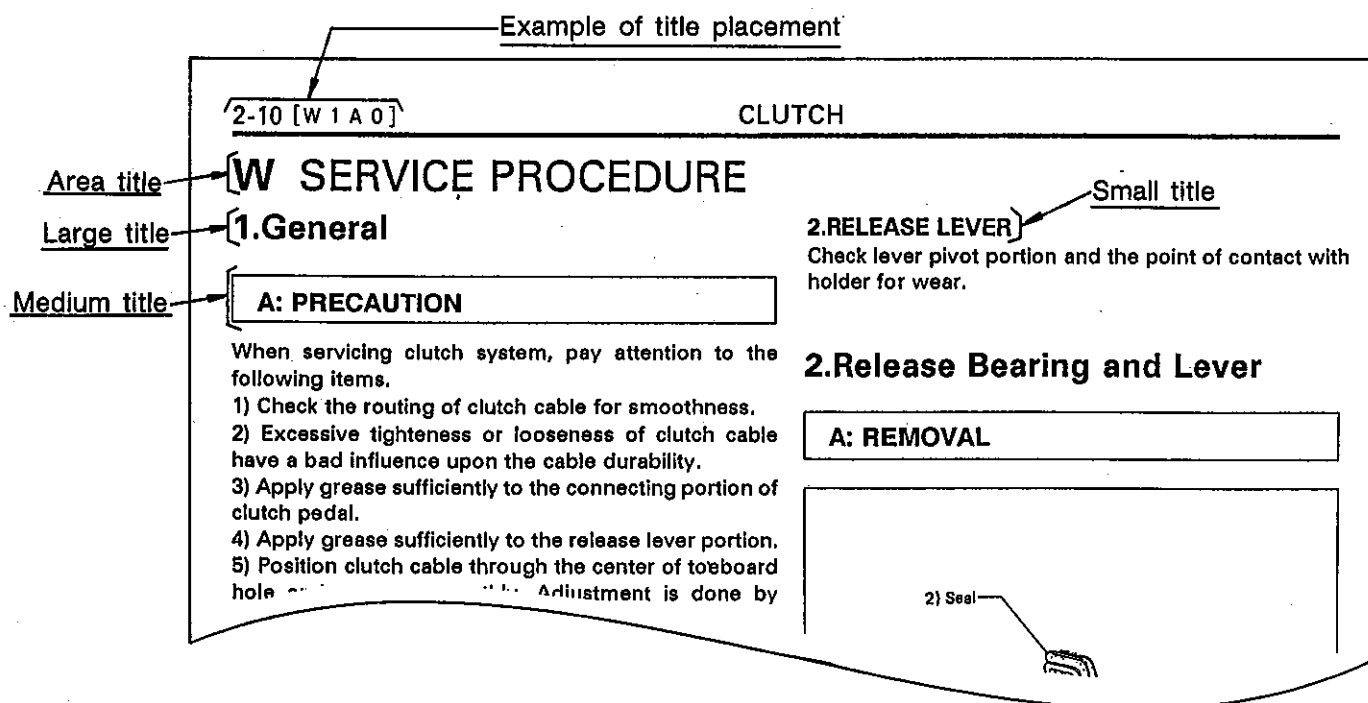 Example of title placement
2-10 [W 1 A 0]
CLUTCH
Area title
W SERVICE PROCEDURE
Large title
1.General
Medium title
A: PRECAUTION
When servicing clutch system, pay attention to the
following items.
1) Check the routing of clutch cable for smoothness.
2) Excessive tighteness or looseness of clutch cable
have a bad influence upon the cable durability.
3) Apply grease sufficiently to the connecting portion of
clutch pedal.
4) Apply grease sufficiently to the release lever portion.
5) Position clutch cable through the center of toeboard
hole Adjustment is done by
Small title
2.RELEASE LEVER
Check lever pivot portion and the point of contact with
holder for wear.
2.Release Bearing and Lever
A: REMOVAL
2) Seal